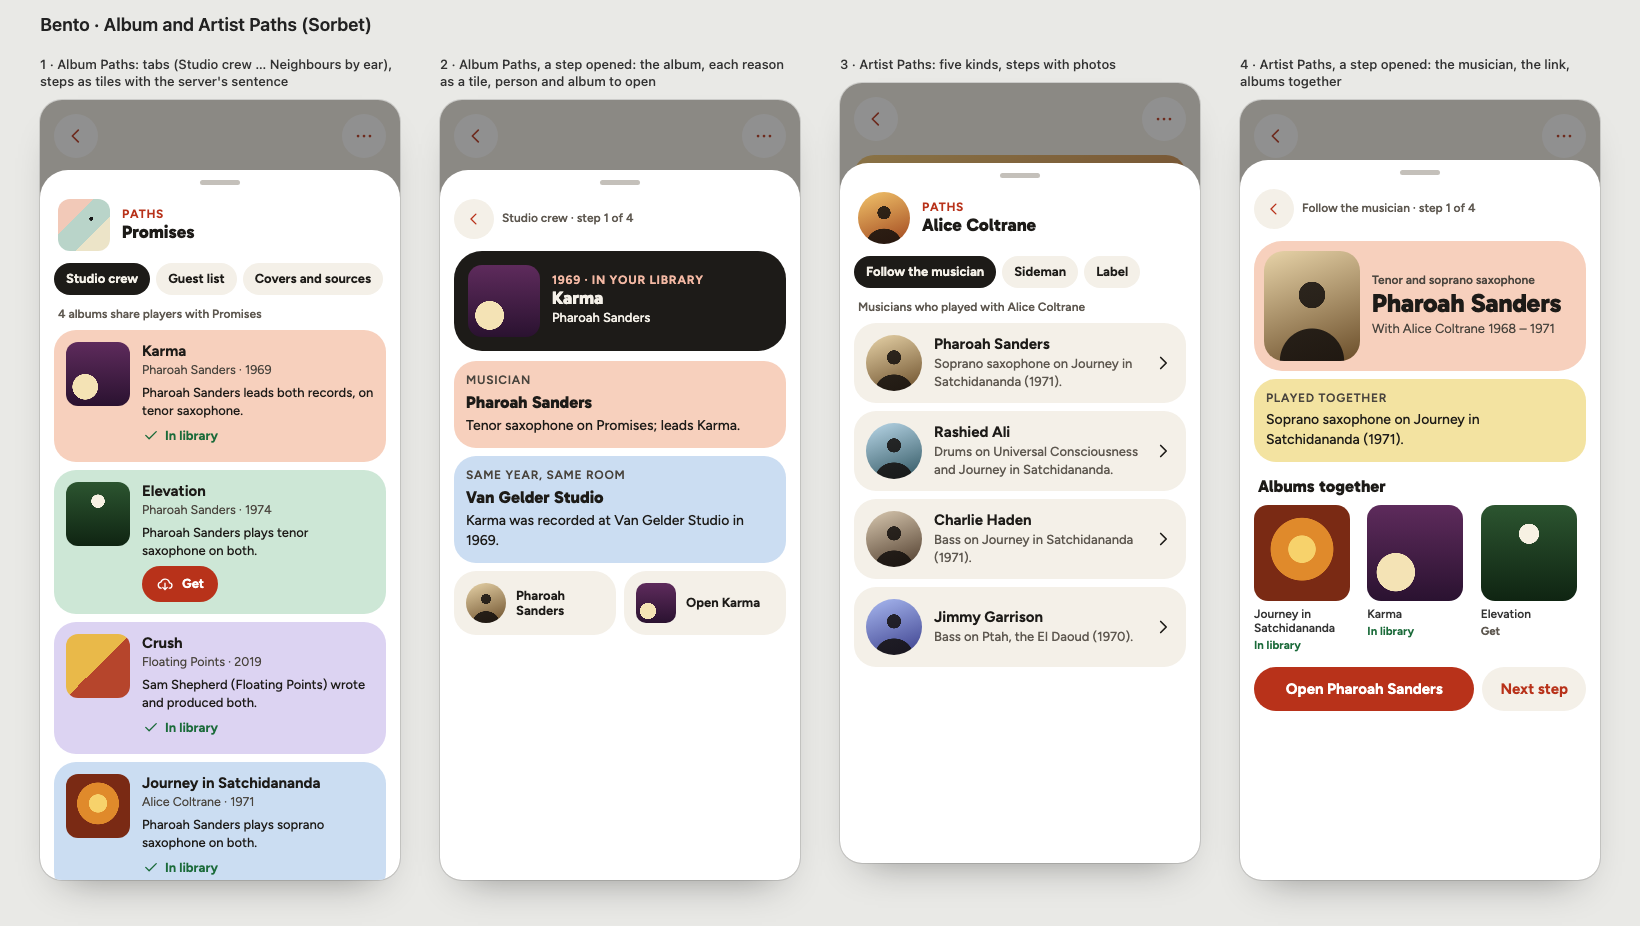 Bento · Album and Artist Paths (Sorbet)
1 · Album Paths: tabs (Studio crew ... Neighbours by ear),
steps as tiles with the server's sentence
PATHS
Promises
Studio crew
Guest list
Covers and sources
4 albums share players with Promises
Karma
Pharoah Sanders · 1969
Pharoah Sanders leads both records, on
tenor saxophone.
In library
Elevation
Pharoah Sanders · 1974
Pharoah Sanders plays tenor
saxophone on both.
Get
Crush
Floating Points · 2019
Sam Shepherd (Floating Points) wrote
and produced both.
In library
Journey in Satchidananda
Alice Coltrane · 1971
Pharoah Sanders plays soprano
saxophone on both.
In library
2 · Album Paths, a step opened: the album, each reason
as a tile, person and album to open
Studio crew · step 1 of 4
1969 · IN YOUR LIBRARY
Karma
Pharoah Sanders
MUSICIAN
Pharoah Sanders
Tenor saxophone on Promises; leads Karma.
SAME YEAR, SAME ROOM
Van Gelder Studio
Karma was recorded at Van Gelder Studio in
1969.
Pharoah
Sanders
Open Karma
3 · Artist Paths: five kinds, steps with photos
PATHS
Alice Coltrane
Follow the musician
Sideman
Label
Musicians who played with Alice Coltrane
Pharoah Sanders
Soprano saxophone on Journey in
Satchidananda (1971).
Rashied Ali
Drums on Universal Consciousness
and Journey in Satchidananda.
Charlie Haden
Bass on Journey in Satchidananda
(1971).
Jimmy Garrison
Bass on Ptah, the El Daoud (1970).
4 · Artist Paths, a step opened: the musician, the link,
albums together
Follow the musician · step 1 of 4
Tenor and soprano saxophone
Pharoah Sanders
With Alice Coltrane 1968 – 1971
PLAYED TOGETHER
Soprano saxophone on Journey in
Satchidananda (1971).
Albums together
Journey in
Satchidananda
In library
Karma
In library
Elevation
Get
Open Pharoah Sanders
Next step